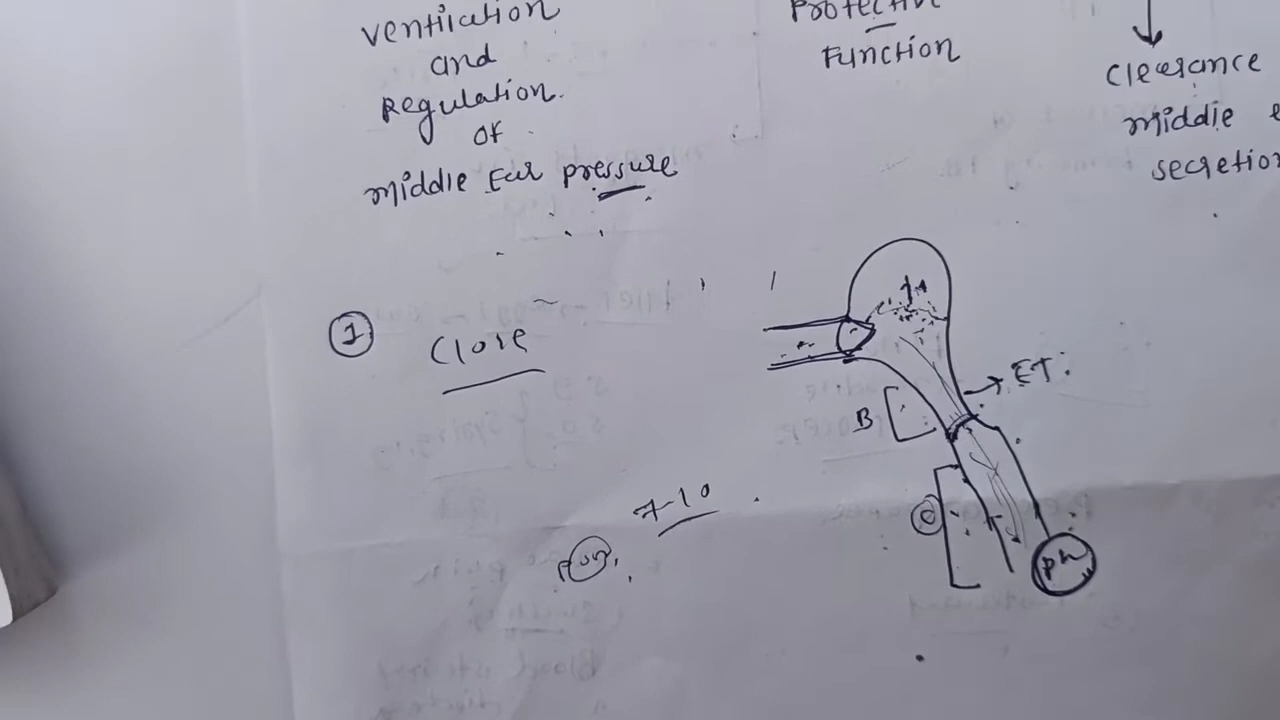 ventilation
and
Regulation
of
middle Ear pressure
Protective
Function
Clearance
middle e
secretion
① Close
ET:
B
7-10
C
ph